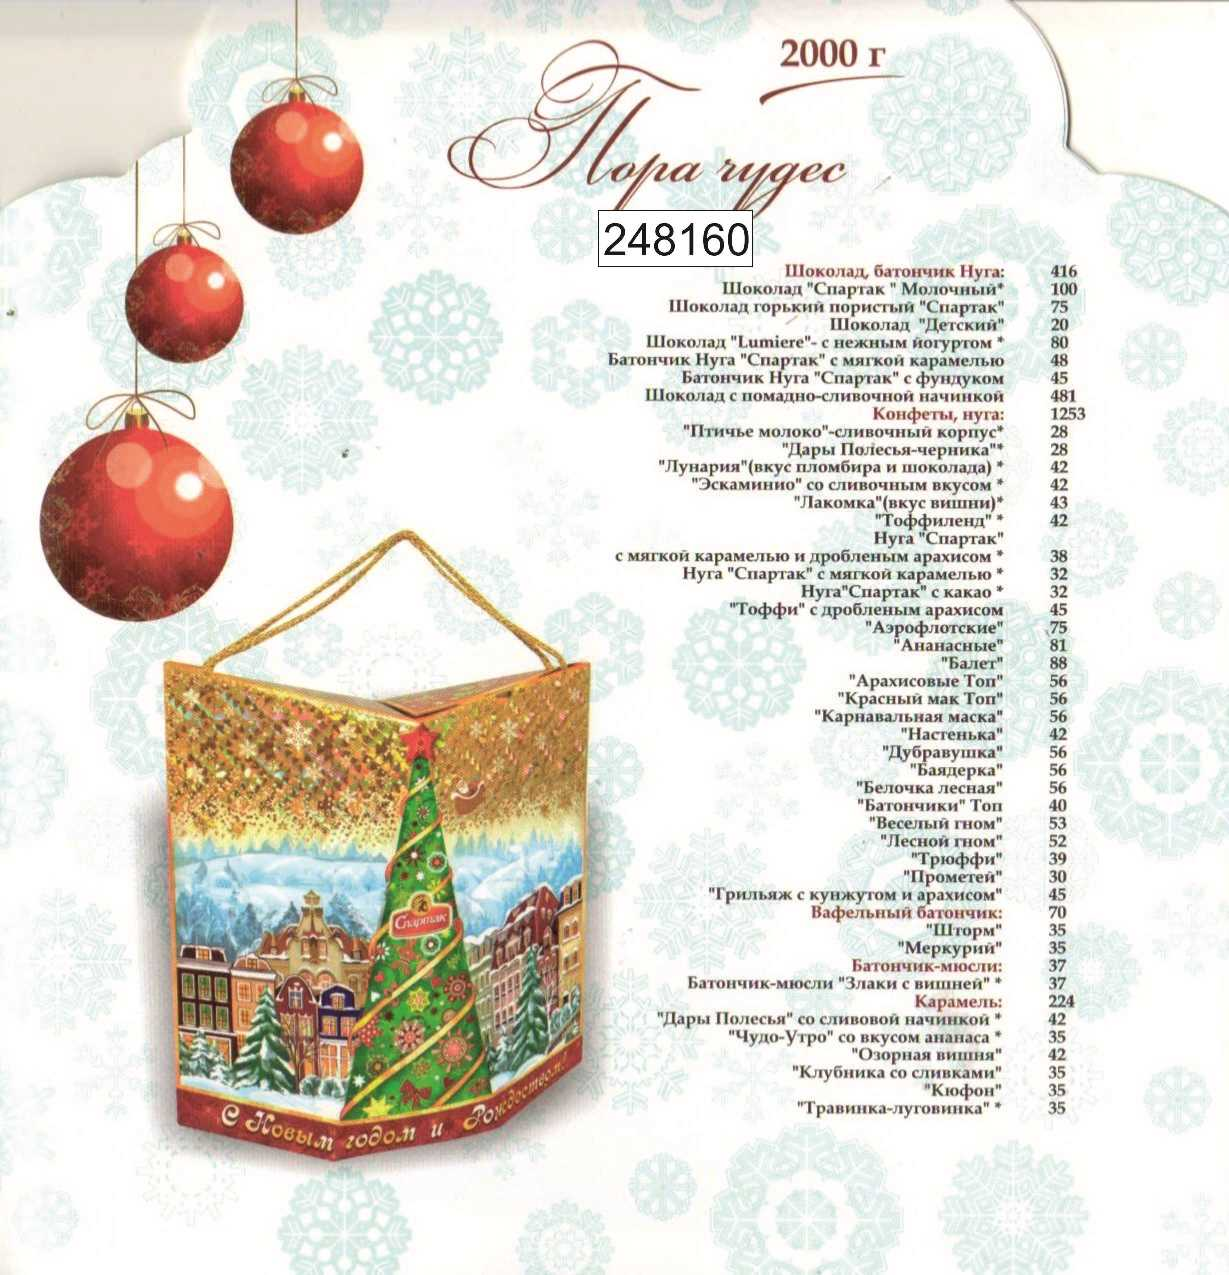 2000 г
Пора чудес
248160
Шоколад, батончик Нуга: 416
Шоколад "Спартак " Молочный* 100
Шоколад горький пористый "Спартак" 75
Шоколад "Детский" 20
Шоколад "Lumiere"- с нежным йогуртом * 80
Батончик Нуга "Спартак" с мягкой карамелью 48
Батончик Нуга "Спартак" с фундуком 45
Шоколад с помадно-сливочной начинкой 481
Конфеты, нуга: 1253
"Птичье молоко"-сливочный корпус* 28
"Дары Полесья-черника"* 28
"Лунария"(вкус пломбира и шоколада) * 42
"Эскаминио" со сливочным вкусом * 42
"Лакомка"(вкус вишни)* 43
"Тоффиленд" * 42
Нуга "Спартак"
с мягкой карамелью и дробленым арахисом * 38
Нуга "Спартак" с мягкой карамелью * 32
Нуга"Спартак" с какао * 32
"Тоффи" с дробленым арахисом 45
"Аэрофлотские" 75
"Ананасные" 81
"Балет" 88
"Арахисовые Топ" 56
"Красный мак Топ" 56
"Карнавальная маска" 56
"Настенька" 42
"Дубравушка" 56
"Баядерка" 56
"Белочка лесная" 56
"Батончики" Топ 40
"Веселый гном" 53
"Лесной гном" 52
"Трюффи" 39
"Прометей" 30
"Грильяж с кунжутом и арахисом" 45
Вафельный батончик: 70
"Шторм" 35
"Меркурий" 35
Батончик-мюсли: 37
Батончик-мюсли "Злаки с вишней" * 37
Карамель: 224
"Дары Полесья" со сливовой начинкой * 42
"Чудо-Утро" со вкусом ананаса * 35
"Озорная вишня" 42
"Клубника со сливками" 35
"Кюфон" 35
"Травинка-луговинка" * 35
Спартак
С Новым годом и Рождеством!